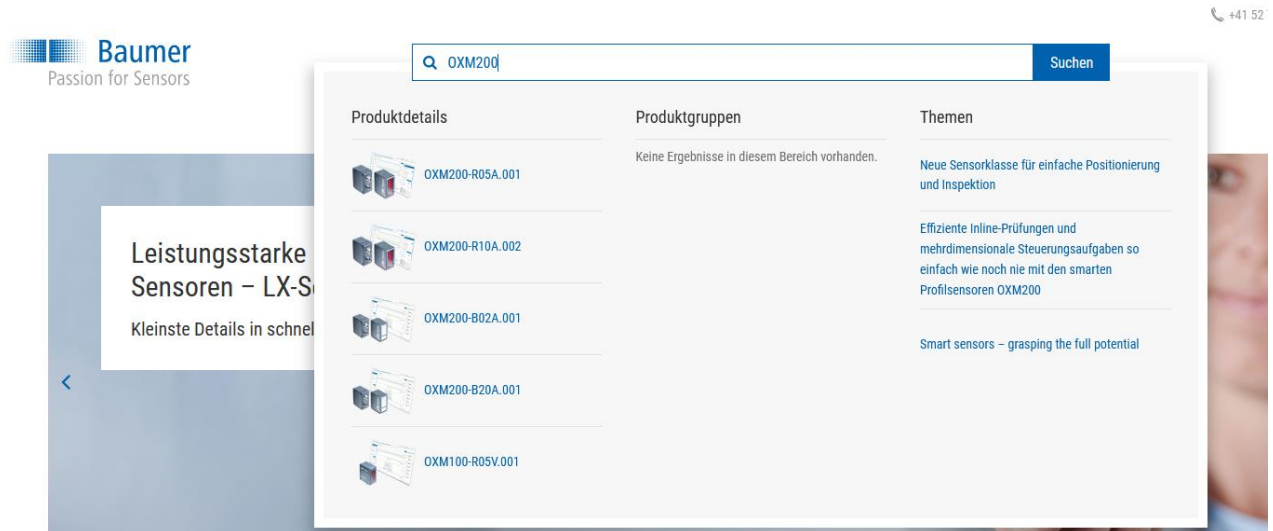 +41 52
Baumer
Passion for Sensors
OXM200
Suchen
Produktdetails
OXM200-R05A.001
OXM200-R10A.002
OXM200-B02A.001
OXM200-B20A.001
OXM100-R05V.001
Produktgruppen
Keine Ergebnisse in diesem Bereich vorhanden.
Themen
Neue Sensorklasse für einfache Positionierung
und Inspektion
Effiziente Inline-Prüfungen und
mehrdimensionale Steuerungsaufgaben so
einfach wie noch nie mit den smarten
Profilsensoren OXM200
Smart sensors – grasping the full potential
Leistungsstarke
Sensoren – LX-S
Kleinste Details in schnel